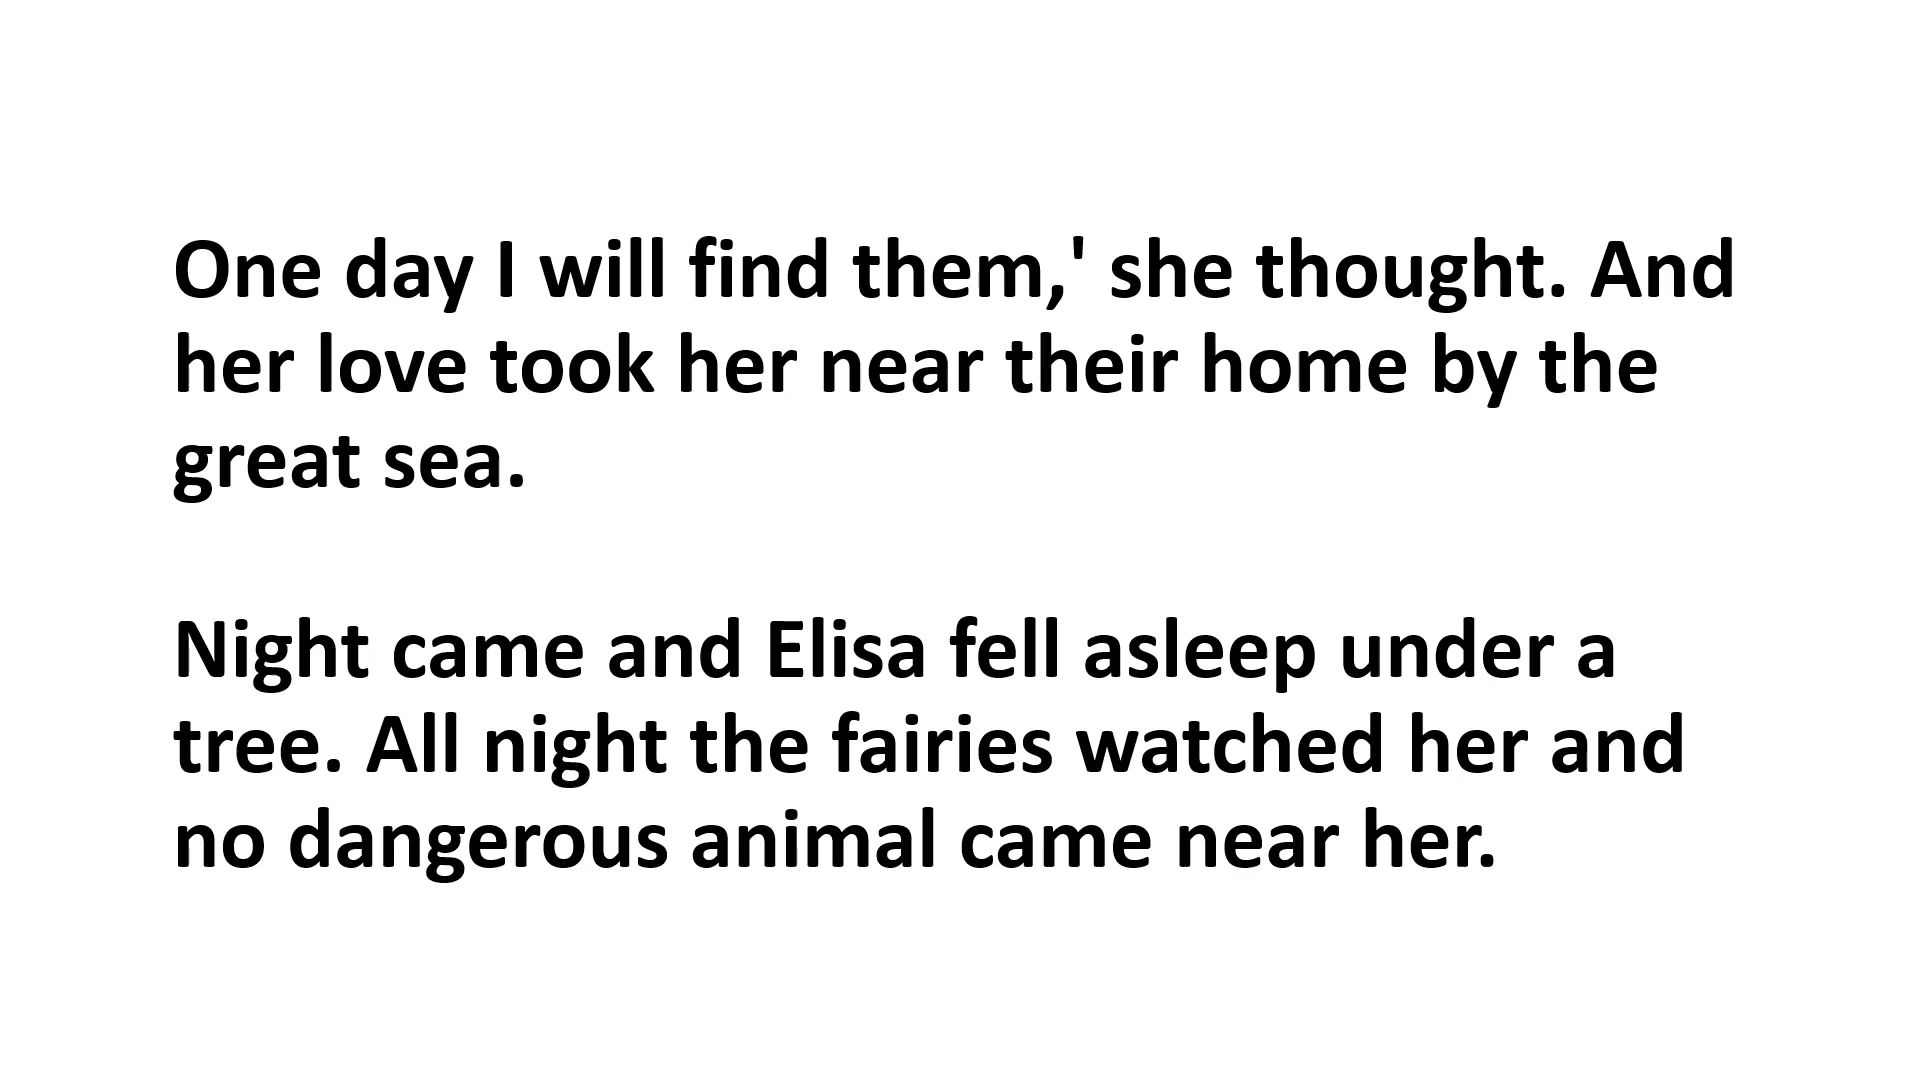 One day I will find them,' she thought. And
her love took her near their home by the
great sea.
Night came and Elisa fell asleep under a
tree. All night the fairies watched her and
no dangerous animal came near her.